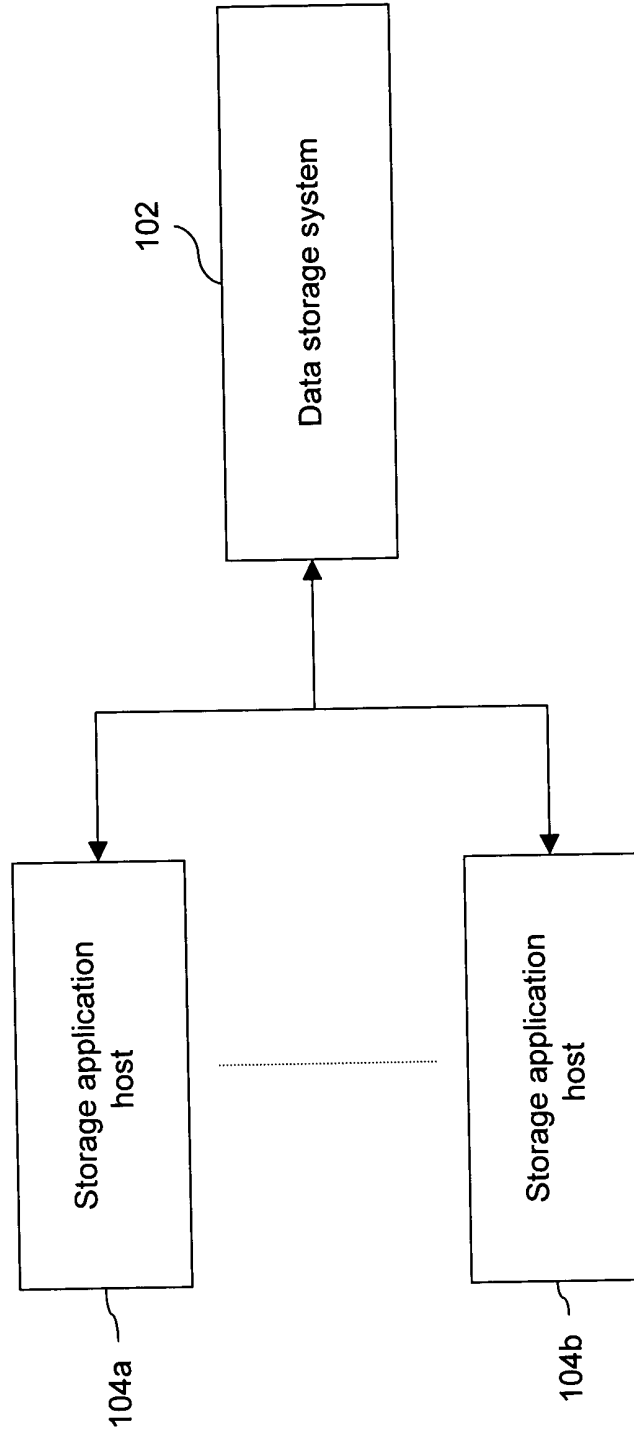 104a
Storage application
host
102
Data storage system
104b
Storage application
host